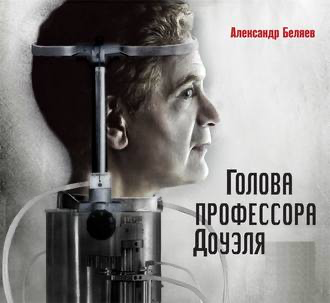 Александр Беляев
Голова
профессора
Доуэля